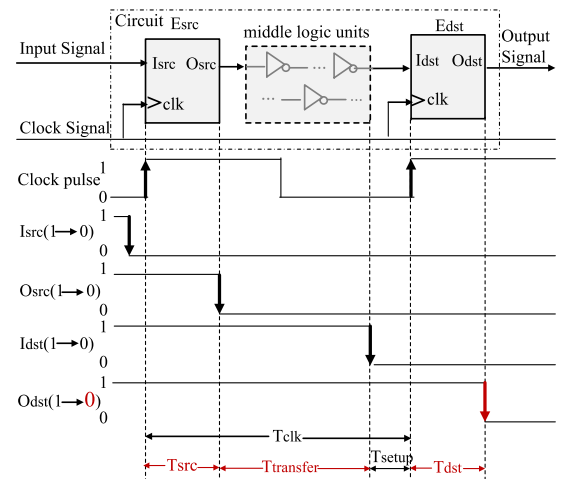 Circuit Esrc
Edst
Output
Signal
Input Signal
middle logic units
Isrc Osrc
clk
... ...
... ...
Idst Odst
clk
Clock Signal
Clock pulse
1
0
Isrc(1→0)
1
0
Osrc(1→0)
1
0
Idst(1→0)
1
0
Odst(1→0)
1
0
Tclk
Tsrc
Ttransfer
Tsetup
Tdst